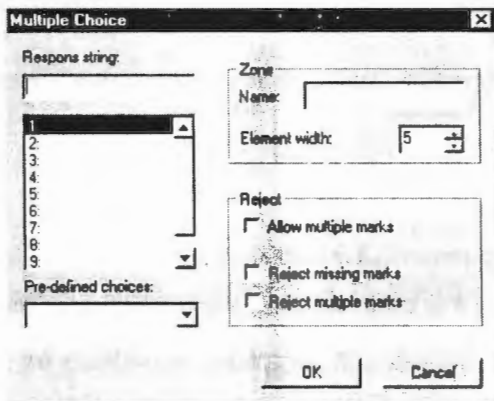 Multiple Choice
Respons string:
1:
2:
3:
4:
5:
6:
7:
8:
9:
Pre-defined choices:
Zone
Name:
Element width:
5
Reject
Allow multiple marks
Reject missing marks
Reject multiple marks
OK
Cancel